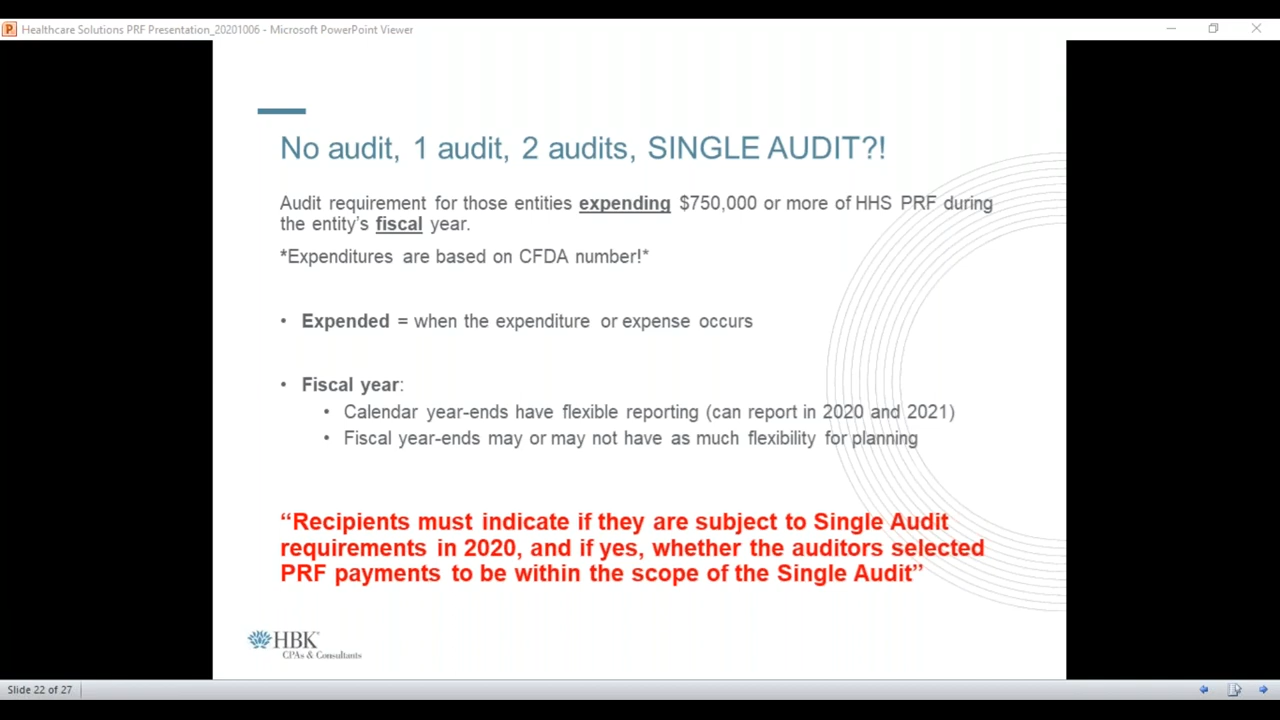 Healthcare Solutions PRF Presentation_20201006 - Microsoft PowerPoint Viewer
No audit, 1 audit, 2 audits, SINGLE AUDIT?!
Audit requirement for those entities expending $750,000 or more of HHS PRF during
the entity’s fiscal year.
*Expenditures are based on CFDA number!*
• Expended = when the expenditure or expense occurs
• Fiscal year:
• Calendar year-ends have flexible reporting (can report in 2020 and 2021)
• Fiscal year-ends may or may not have as much flexibility for planning
“Recipients must indicate if they are subject to Single Audit
requirements in 2020, and if yes, whether the auditors selected
PRF payments to be within the scope of the Single Audit”
HBK
CPAs & Consultants
Slide 22 of 27